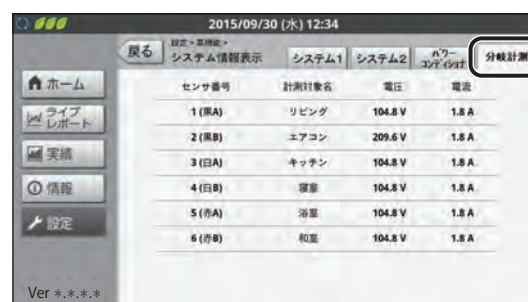 2015/09/30 (水) 12:34
戻る
設定 > 高機能 >
システム情報表示
システム1
システム2
パワー
コンディショナ
分岐計測
ホーム
ライブ
レポート
実績
情報
設定
Ver *.*.*.*
センサ番号 計測対象名 電圧 電流
1 (黒A) リビング 104.8 V 1.8 A
2 (黒B) エアコン 209.6 V 1.8 A
3 (白A) キッチン 104.8 V 1.8 A
4 (白B) 寝室 104.8 V 1.8 A
5 (赤A) 浴室 104.8 V 1.8 A
6 (赤B) 和室 104.8 V 1.8 A